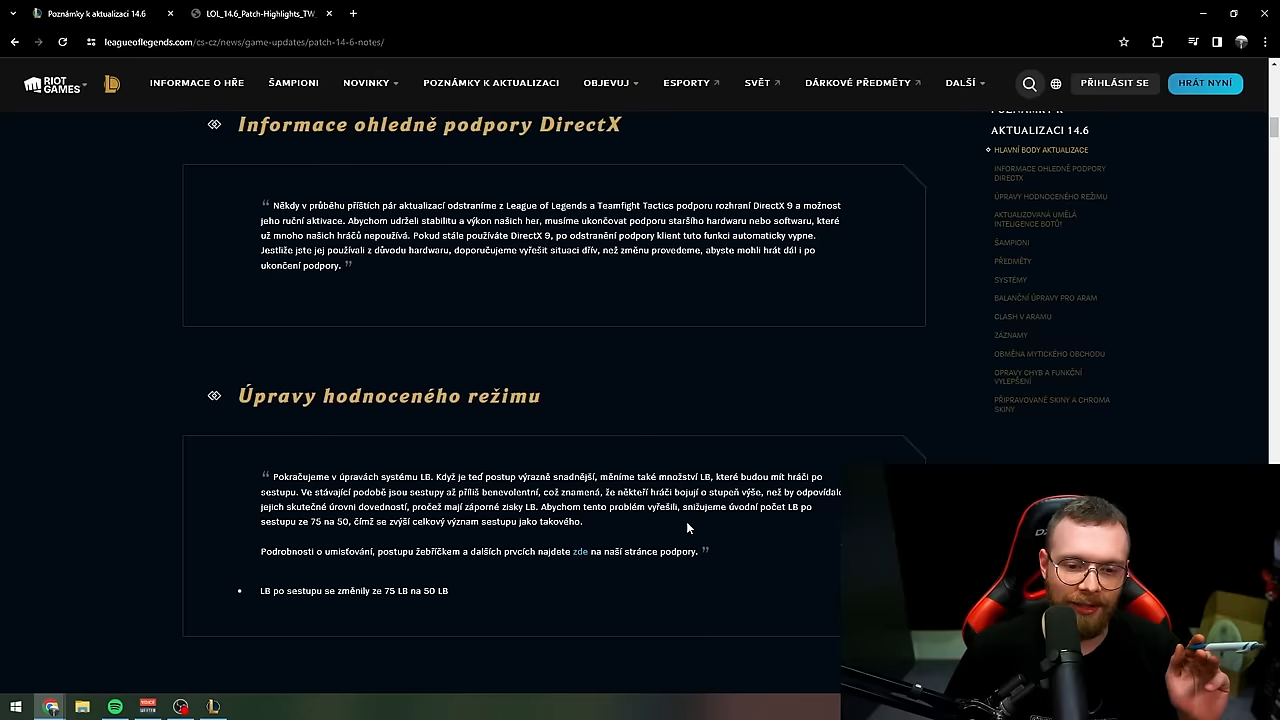 Poznámky k aktualizaci 14.6
LOL_14.6_Patch-Highlights_TW_
leagueoflegends.com/cs-cz/news/game-updates/patch-14-6-notes/
RIOT GAMES
INFORMACE O HŘE
ŠAMPIONI
NOVINKY
POZNÁMKY K AKTUALIZACI
OBJEVUJ
ESPORTY
SVĚT
DÁRKOVÉ PŘEDMĚTY
DALŠÍ
PŘIHLÁSIT SE
HRÁT NYNÍ
Informace ohledně podpory DirectX
“ Někdy v průběhu příštích pár aktualizací odstraníme z League of Legends a Teamfight Tactics podporu rozhraní DirectX 9 a možnost
jeho ruční aktivace. Abychom udrželi stabilitu a výkon našich her, musíme ukončovat podporu staršího hardwaru nebo softwaru, které
už mnoho uživatelů nepoužívá. Pokud stále používáte DirectX 9, po odstranění podpory klient tuto funkci automaticky vypne.
Jestliže jste jej používali z důvodu hardwaru, doporučujeme vyřešit situaci dřív, než změnu provedeme, abyste mohli hrát dál i po
ukončení podpory. ”
Úpravy hodnoceného režimu
“ Pokračujeme v úpravách systému LB. Když je teď postup výrazně snadnější, měníme také množství LB, které budou mít hráči po
sestupu. Ve stávající podobě jsou sestupy až příliš benevolentní, což znamená, že někteří hráči bojují o stupeň výše, než by odpovídalo
jejich skutečné úrovni dovedností, protože mají záporné zisky LB. Abychom tento problém vyřešili, snižujeme úvodní počet LB po
sestupu ze 75 na 50, čímž se zvýší celkový význam sestupu jako takového.
Podrobnosti o umisťování, postupu žebříčkem a dalších prvcích najdete zde na naší stránce podpory. ”
• LB po sestupu se změnily ze 75 LB na 50 LB
POZNÁMKY K
AKTUALIZACI 14.6
HLAVNÍ BODY AKTUALIZACE
INFORMACE OHLEDNĚ PODPORY
DIRECTX
ÚPRAVY HODNOCENÉHO REŽIMU
AKTUALIZOVANÁ UMĚLÁ
INTELIGENCE BOTŮ!
ŠAMPIONI
PŘEDMĚTY
SYSTÉMY
BALANČNÍ ÚPRAVY PRO ARAM
CLASH V ARAMU
ZÁZNAMY
OBMĚNA MYTICKÉHO OBCHODU
OPRAVY CHYB A FUNKČNÍ
VYLEPŠENÍ
PŘIPRAVOVANÉ SKINY A CHROMA
SKINY